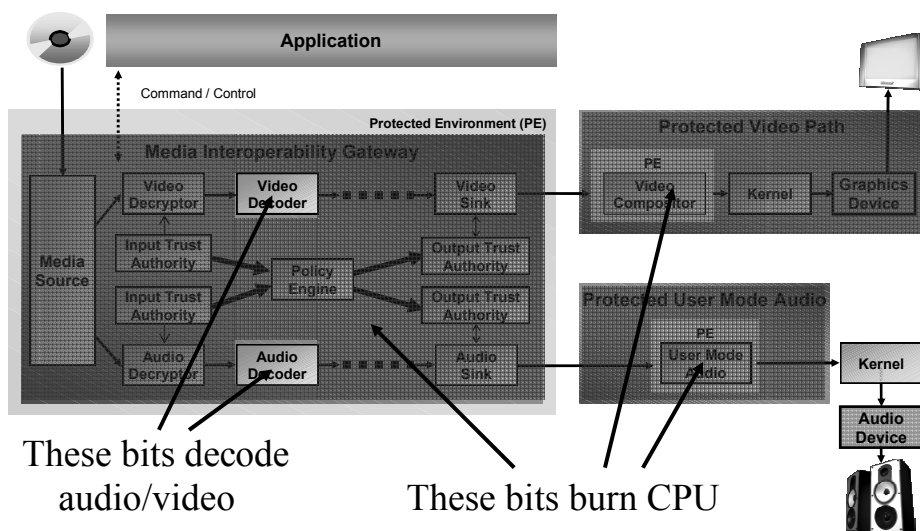 Application
Command / Control
Protected Environment (PE)
Media Interoperability Gateway
Media
Source
Video
Decryptor
Video
Decoder
Video
Sink
Input Trust
Authority
Output Trust
Authority
Policy
Engine
Input Trust
Authority
Output Trust
Authority
Audio
Decryptor
Audio
Decoder
Audio
Sink
Protected Video Path
PE
Video
Compositor
Kernel
Graphics
Device
Protected User Mode Audio
PE
User Mode
Audio
Kernel
Audio
Device
These bits decode
audio/video
These bits burn CPU